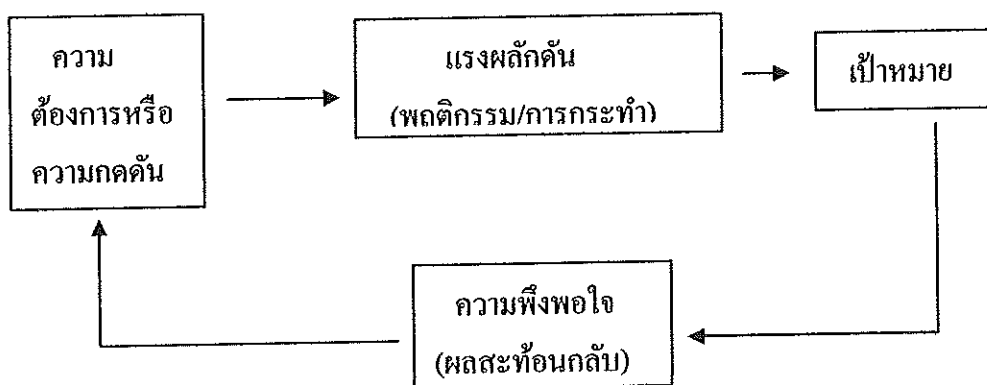 ความ
ต้องการหรือ
ความกดดัน
แรงผลักดัน
(พฤติกรรม/การกระทำ)
เป้าหมาย
ความพึงพอใจ
(ผลสะท้อนกลับ)